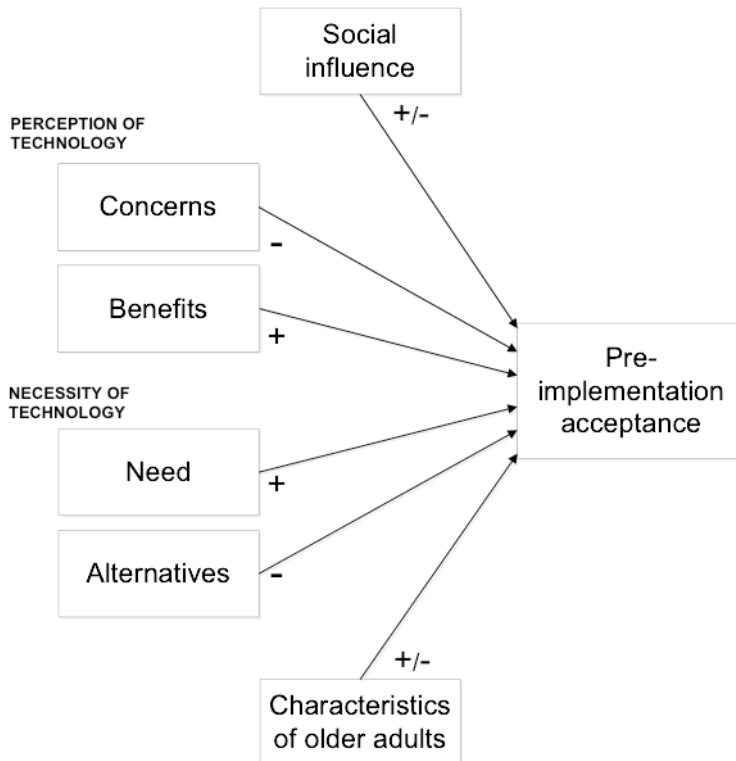 Social
influence
+/-
PERCEPTION OF
TECHNOLOGY
Concerns
-
Benefits
+
Pre-
implementation
acceptance
NECESSITY OF
TECHNOLOGY
Need
+
Alternatives
-
+/-
Characteristics
of older adults